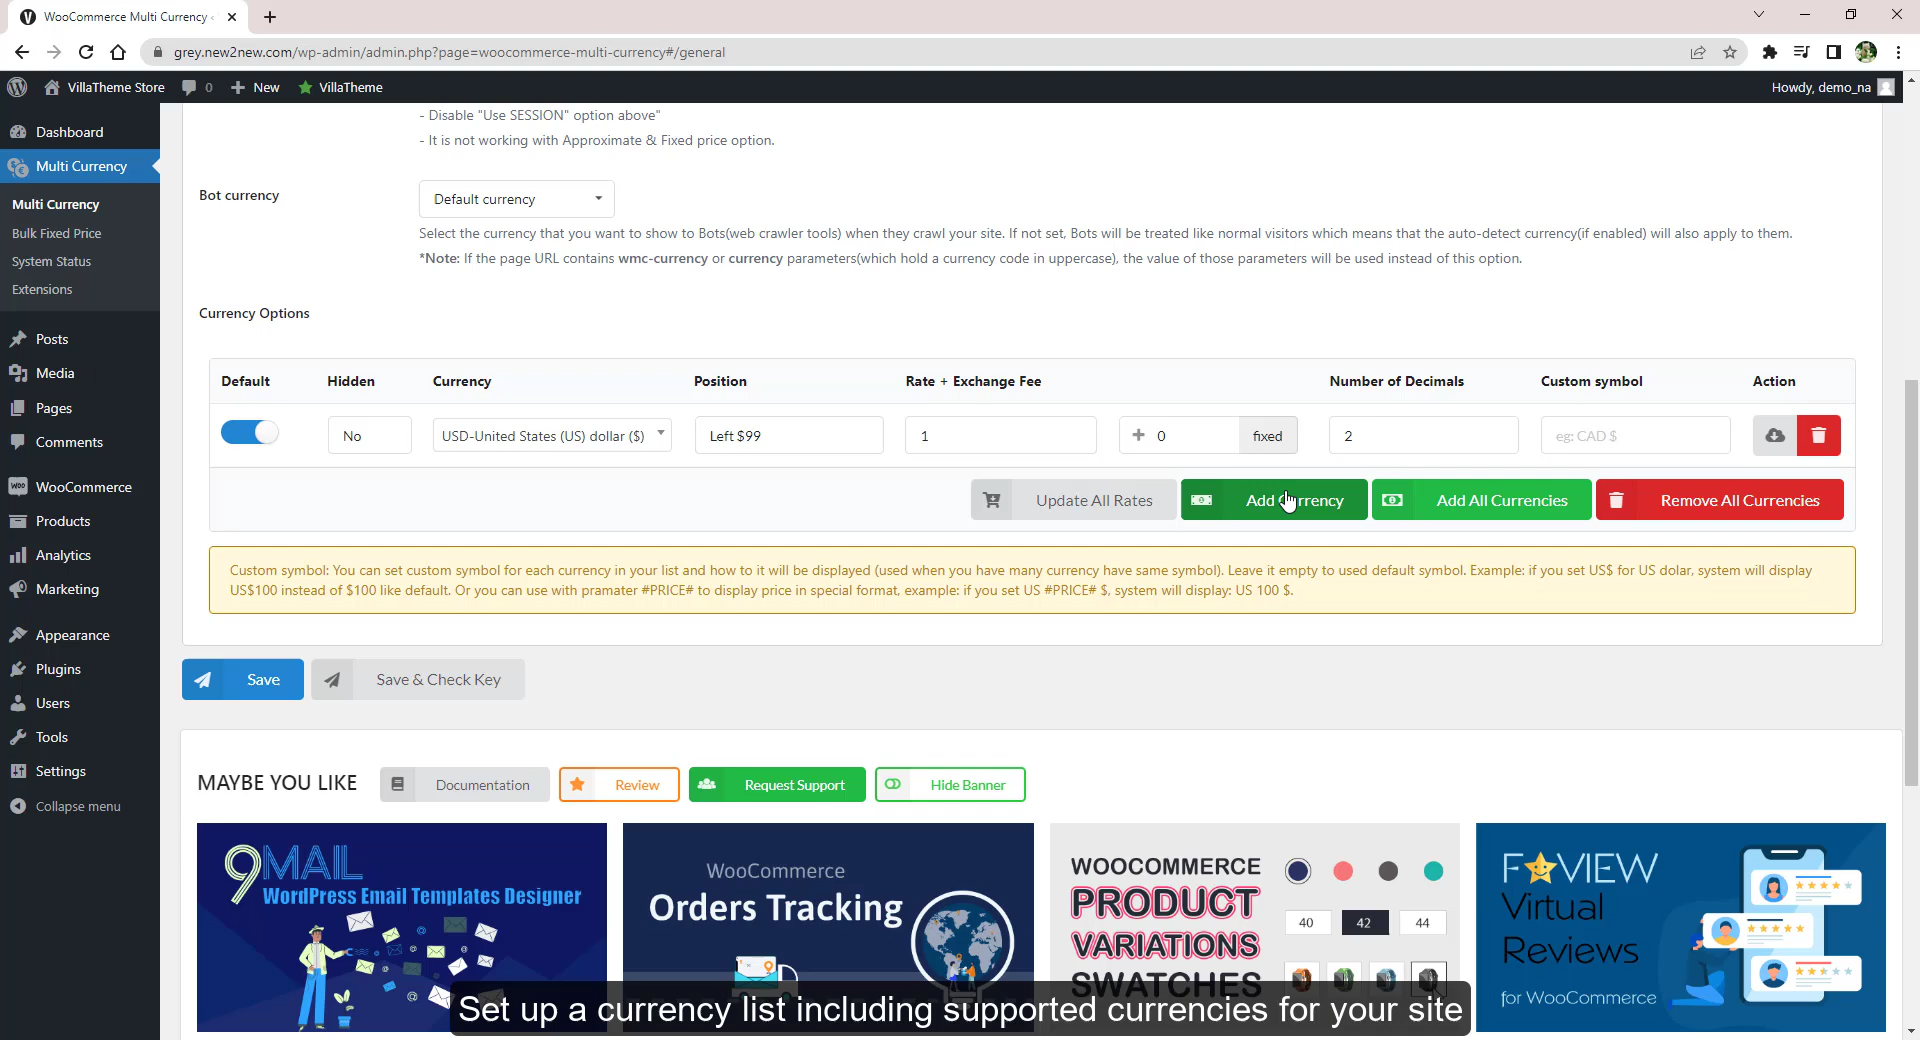 WooCommerce Multi Currency
grey.new2new.com/wp-admin/admin.php?page=woocommerce-multi-currency#/general
VillaTheme Store
0
New
VillaTheme
Howdy, demo_na
Dashboard
Multi Currency
Multi Currency
Bulk Fixed Price
System Status
Extensions
Posts
Media
Pages
Comments
WooCommerce
Products
Analytics
Marketing
Appearance
Plugins
Users
Tools
Settings
Collapse menu
- Disable "Use SESSION" option above"
- It is not working with Approximate & Fixed price option.
Bot currency
Default currency
Select the currency that you want to show to Bots(web crawler tools) when they crawl your site. If not set, Bots will be treated like normal visitors which means that the auto-detect currency(if enabled) will also apply to them.
*Note: If the page URL contains wmc-currency or currency parameters(which hold a currency code in uppercase), the value of those parameters will be used instead of this option.
Currency Options
Default Hidden Currency Position Rate + Exchange Fee Number of Decimals Custom symbol Action
No USD-United States (US) dollar ($) Left $99 1 + 0 fixed 2 eg: CAD $
Update All Rates Add Currency Add All Currencies Remove All Currencies
Custom symbol: You can set custom symbol for each currency in your list and how to it will be displayed (used when you have many currency have same symbol). Leave it empty to used default symbol. Example: if you set US$ for US dolar, system will display
US$100 instead of $100 like default. Or you can use with pramater #PRICE# to display price in special format, example: if you set US #PRICE# $, system will display: US 100 $.
Save
Save & Check Key
MAYBE YOU LIKE
Documentation
Review
Request Support
Hide Banner
9MAIL
WordPress Email Templates Designer
WooCommerce
Orders Tracking
WOOCOMMERCE
PRODUCT
VARIATIONS
SWATCHES
40 42 44
FAVIEW
Virtual
Reviews
for WooCommerce
Set up a currency list including supported currencies for your site